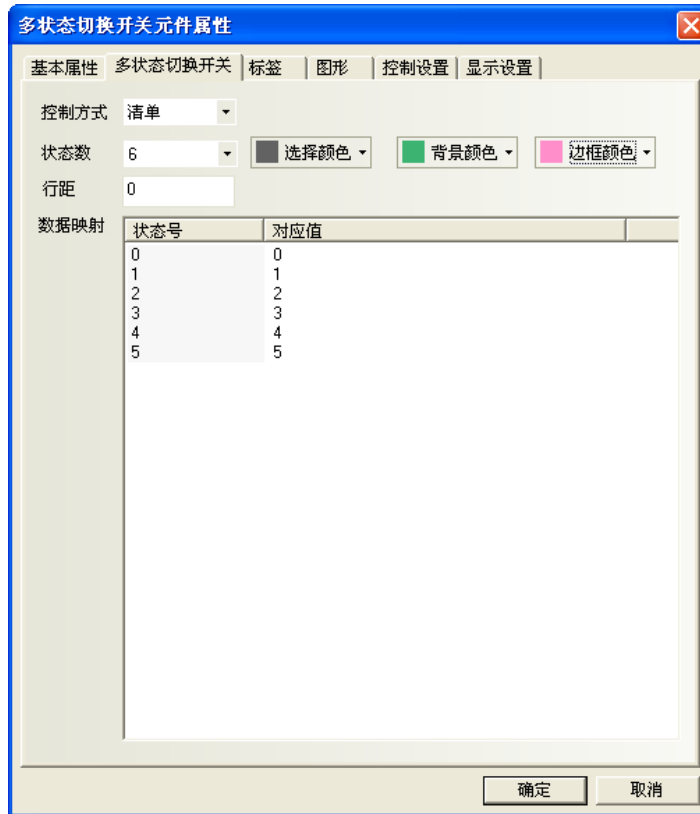 多状态切换开关元件属性
基本属性 多状态切换开关 标签 图形 控制设置 显示设置
控制方式 清单
状态数 6 选择颜色 背景颜色 边框颜色
行距 0
数据映射 状态号 对应值
0 0
1 1
2 2
3 3
4 4
5 5
确定 取消